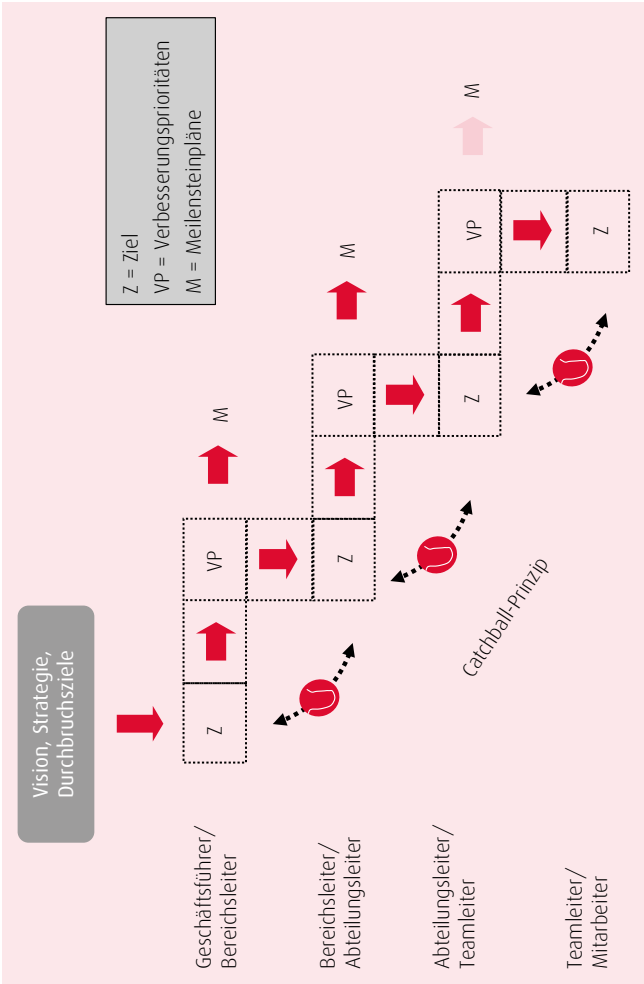 Vision, Strategie,
Durchbruchsziele
Z = Ziel
VP = Verbesserungsprioritäten
M = Meilensteinpläne
Geschäftsführer/
Bereichsleiter
Z
VP
M
Bereichsleiter/
Abteilungsleiter
Z
VP
M
Abteilungsleiter/
Teamleiter
Z
VP
M
Teamleiter/
Mitarbeiter
Z
Catchball-Prinzip